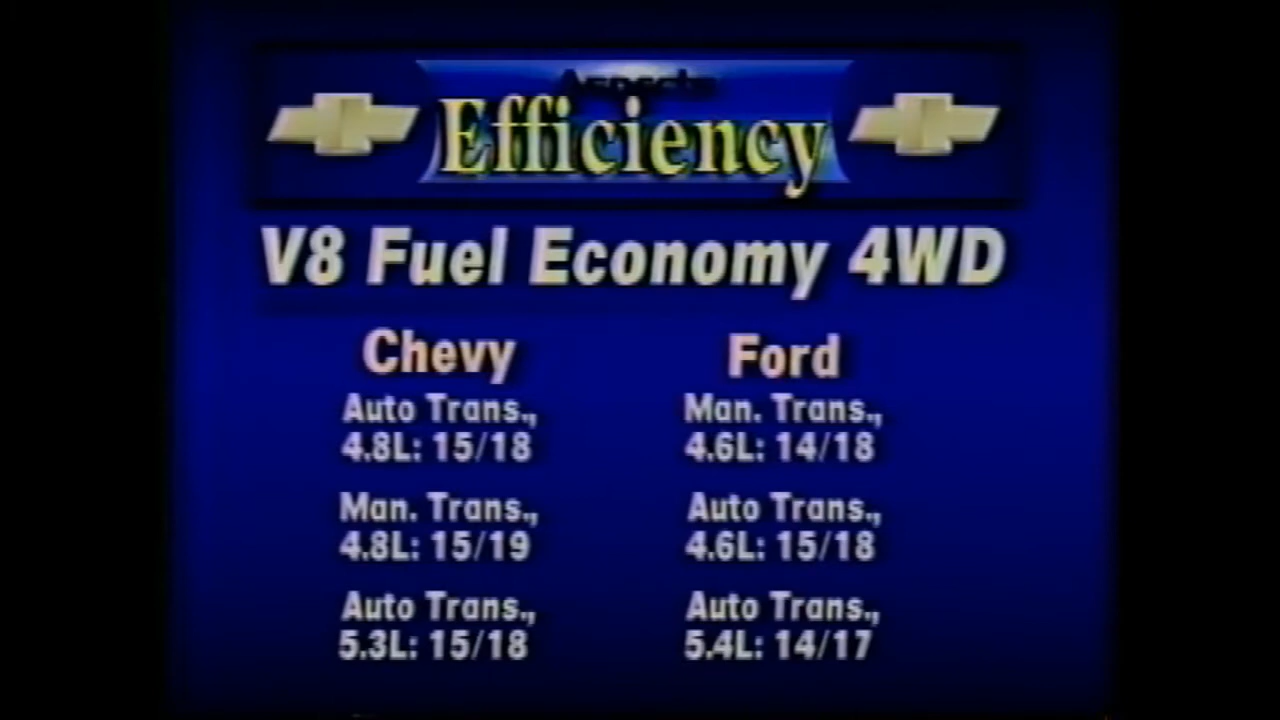 Efficiency
V8 Fuel Economy 4WD
Chevy
Auto Trans.,
4.8L: 15/18
Man. Trans.,
4.8L: 15/19
Auto Trans.,
5.3L: 15/18
Ford
Man. Trans.,
4.6L: 14/18
Auto Trans.,
4.6L: 15/18
Auto Trans.,
5.4L: 14/17